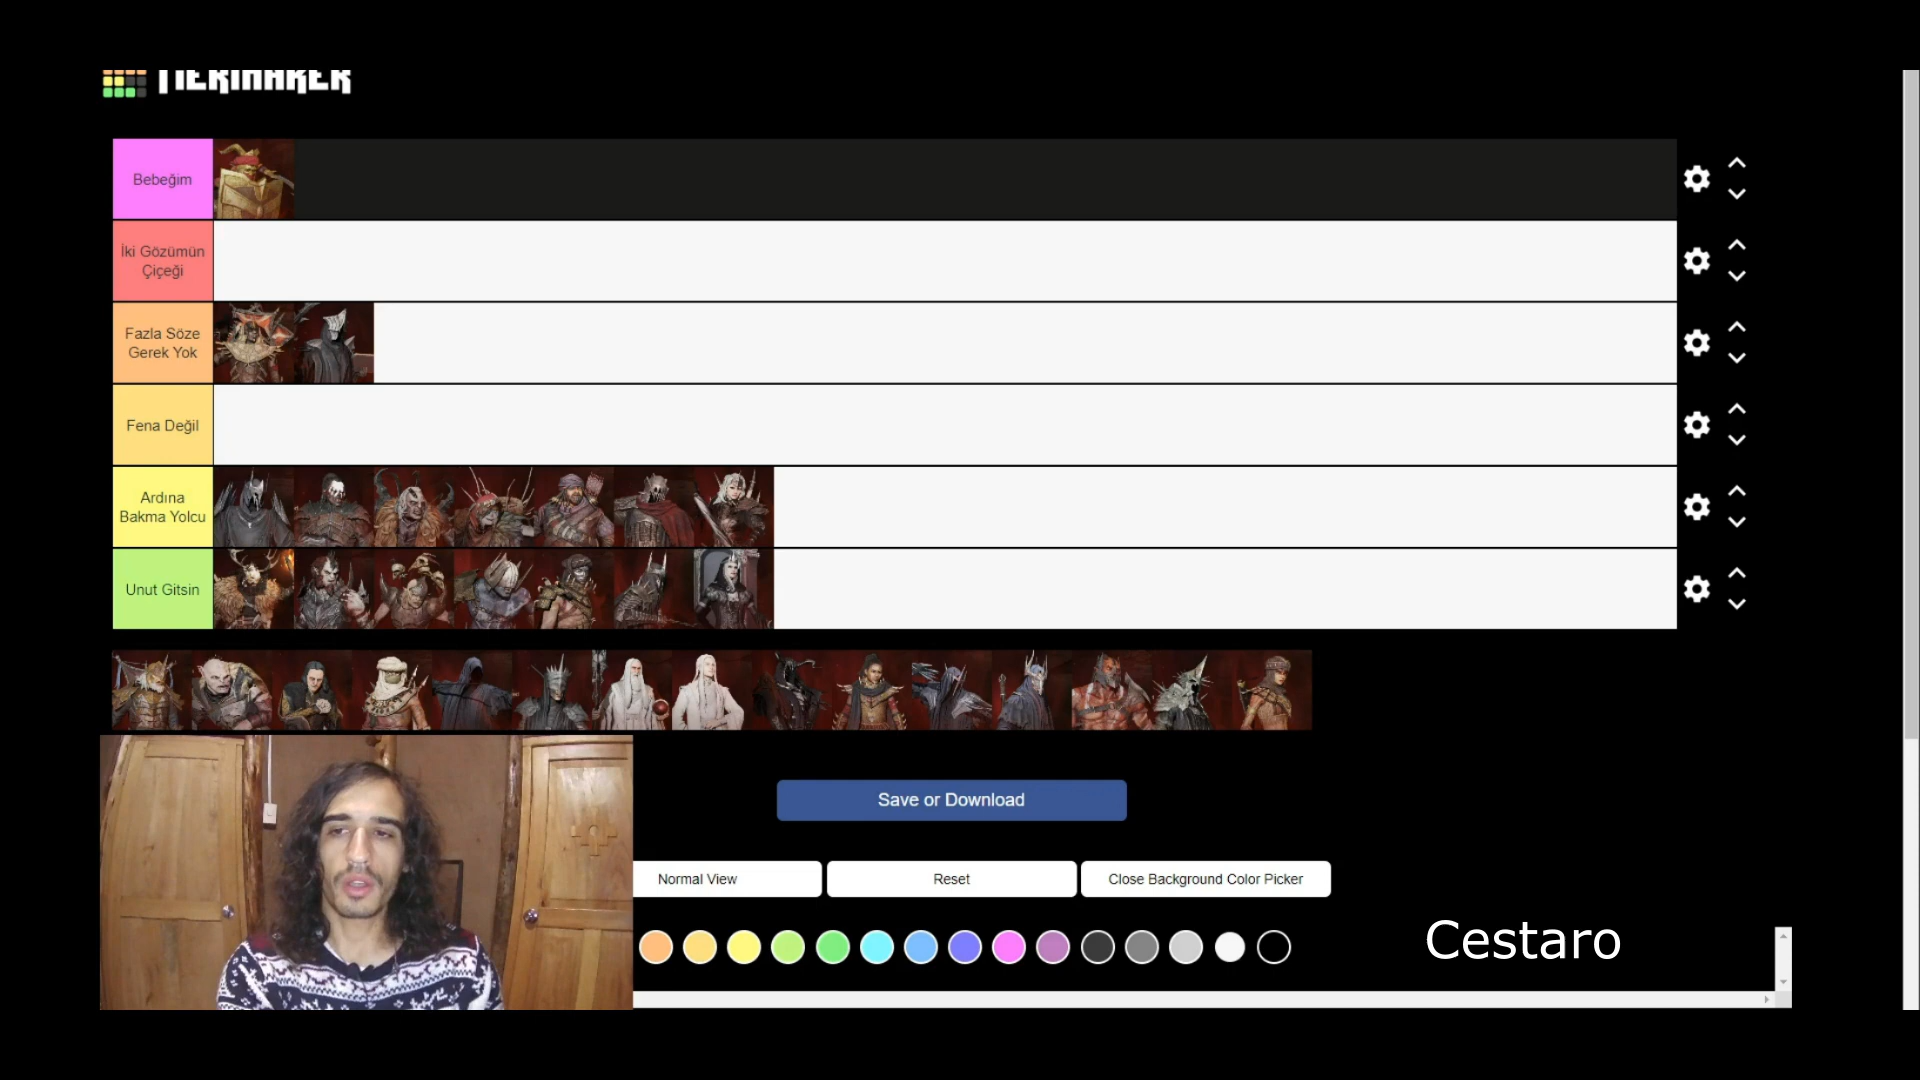 TIERMAKER
Bebeğim
İki Gözümün
Çiçeği
Fazla Söze
Gerek Yok
Fena Değil
Ardına
Bakma Yolcu
Unut Gitsin
Save or Download
Normal View
Reset
Close Background Color Picker
Cestaro